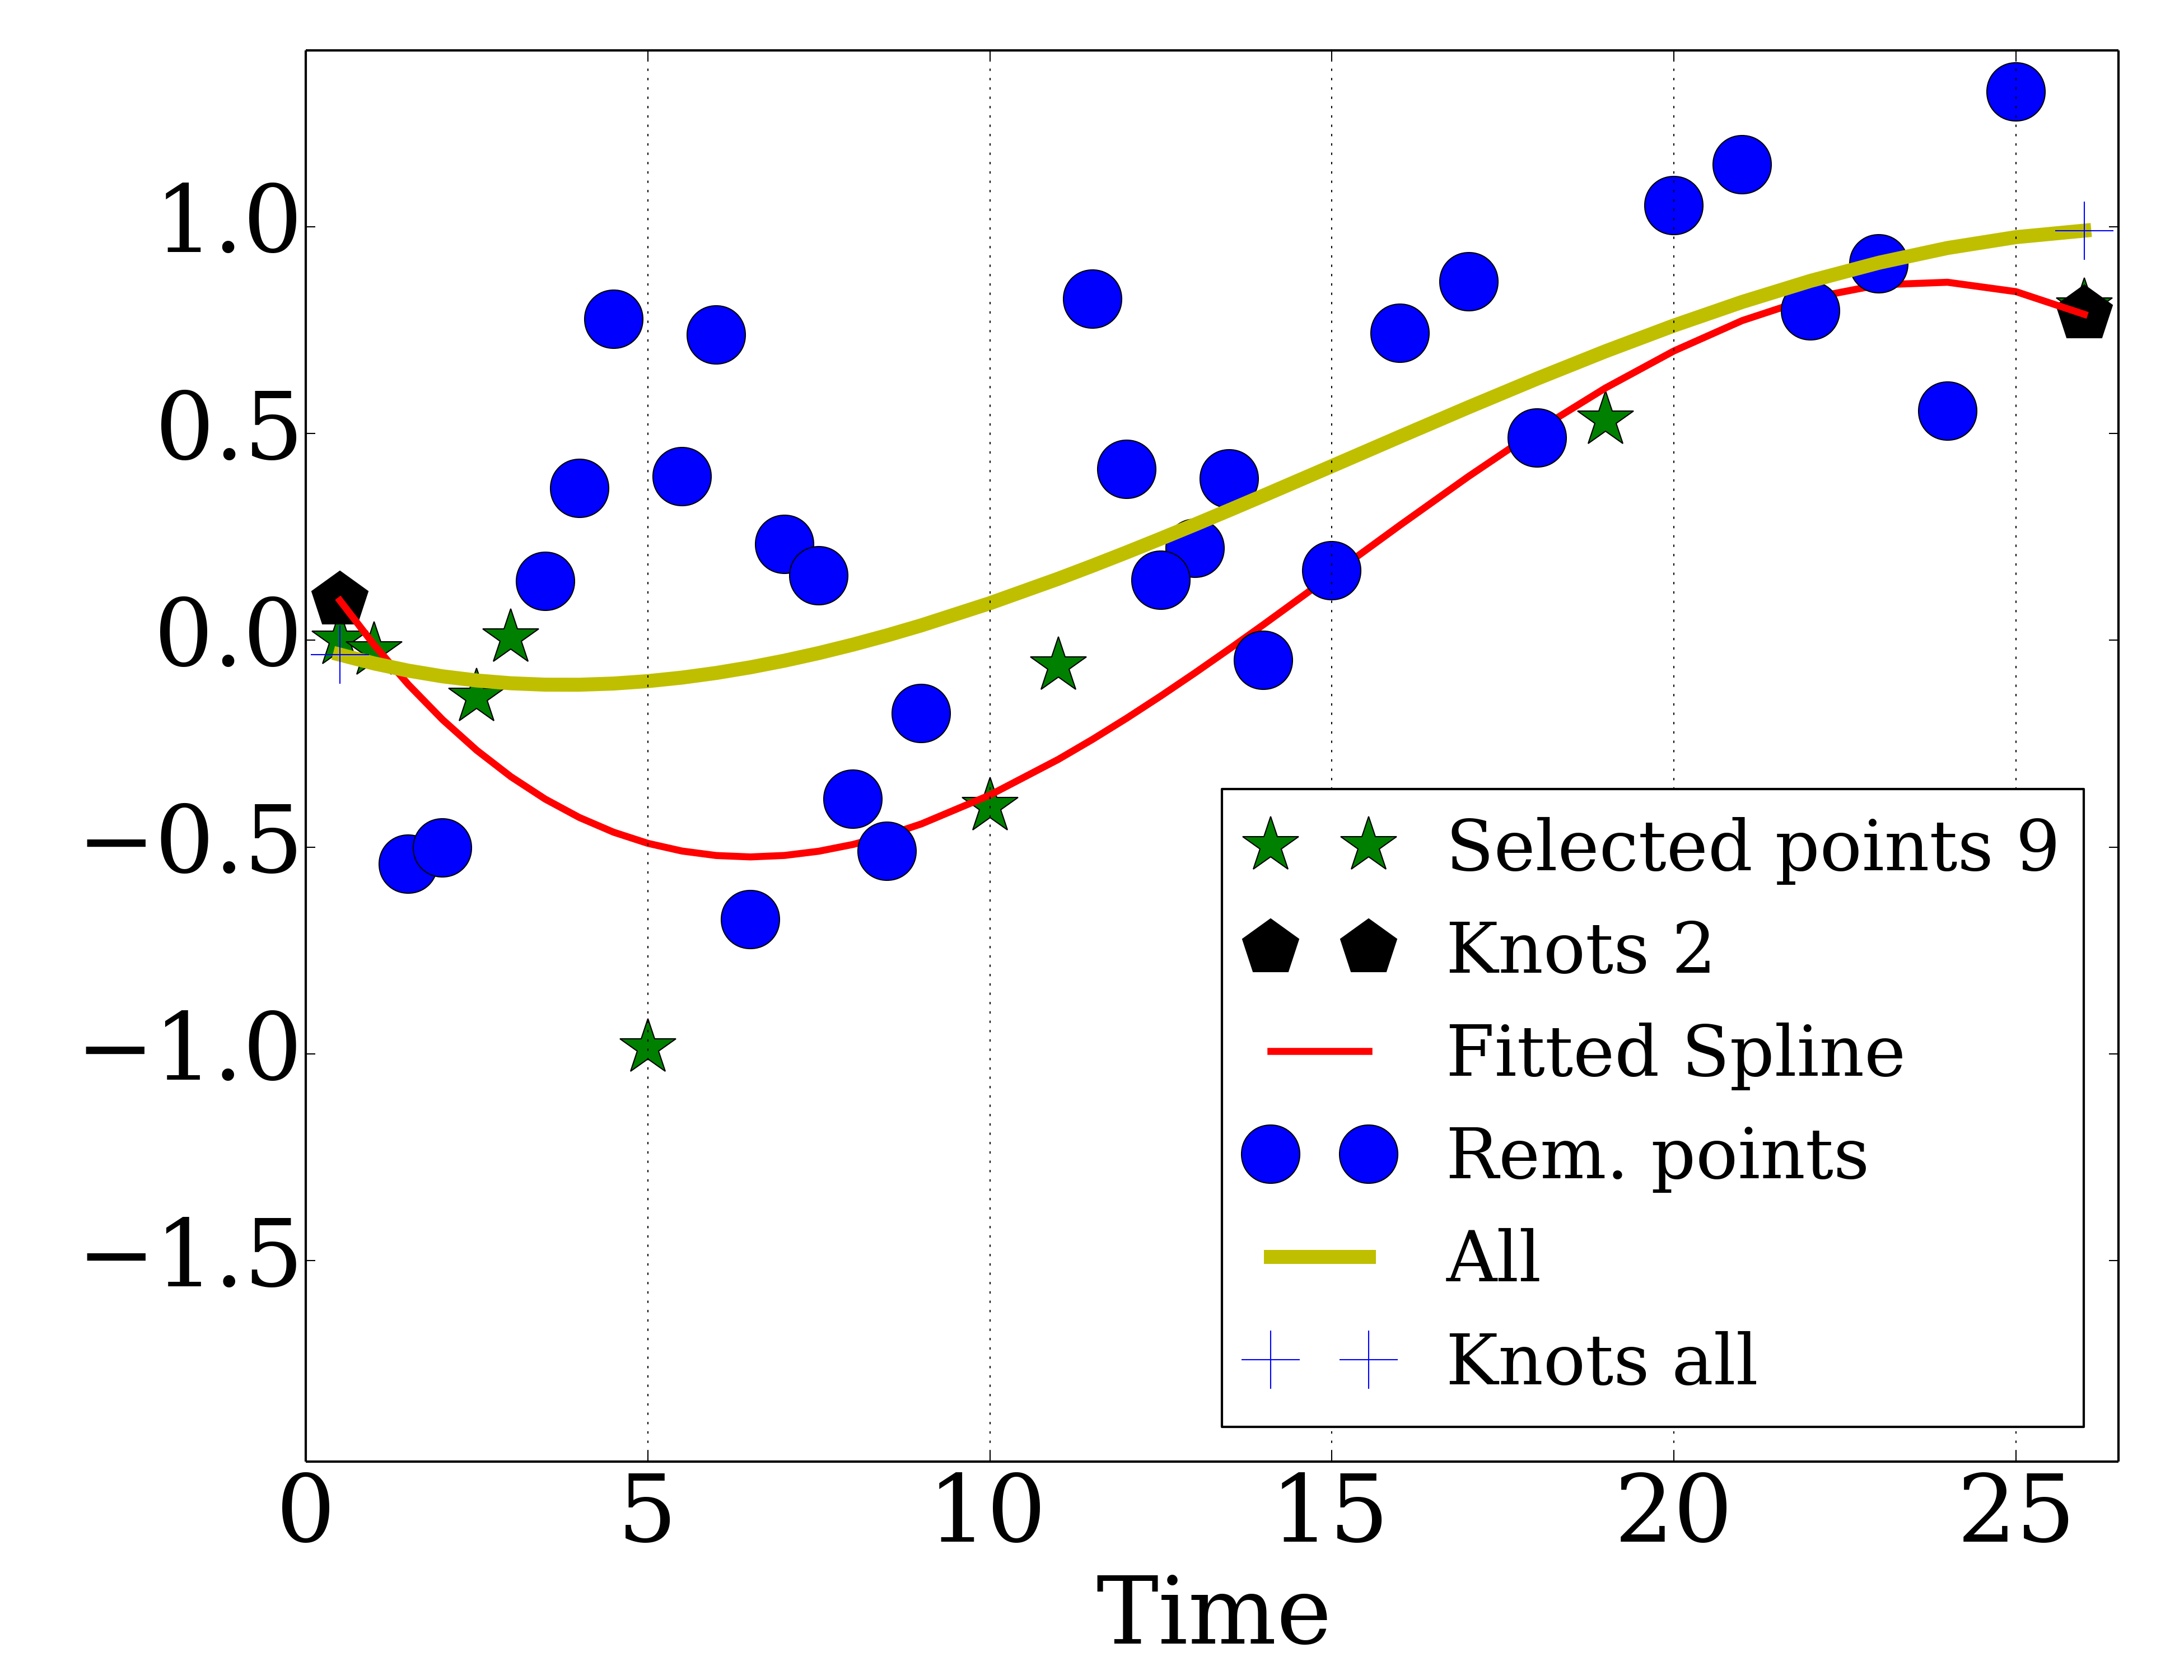 1.0
0.5
0.0
−0.5
−1.0
−1.5
0 5 10 15 20 25
Time
Selected points 9
Knots 2
Fitted Spline
Rem. points
All
Knots all